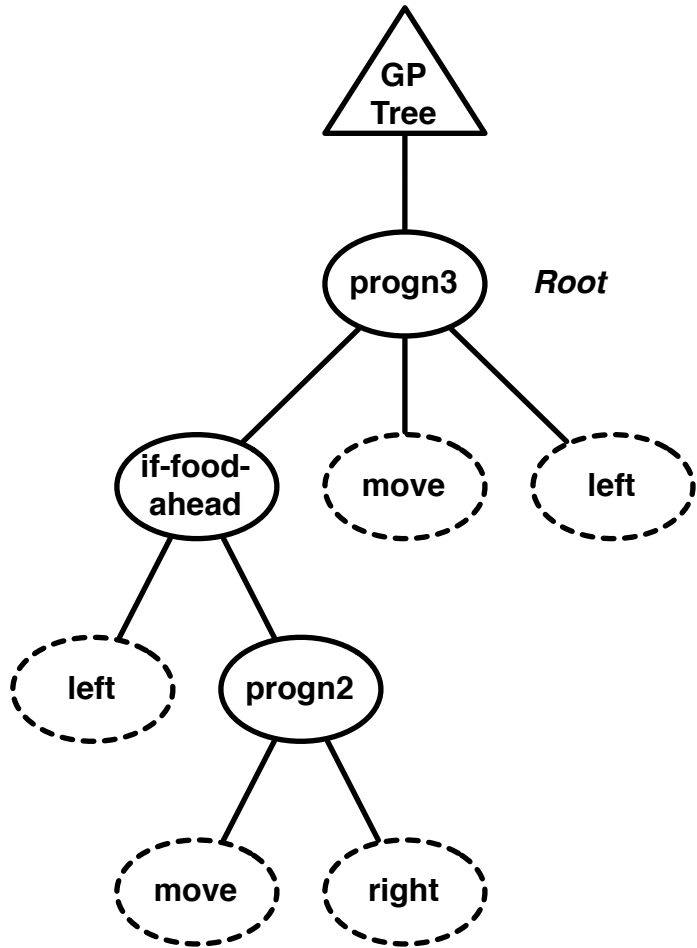 GP
Tree
progn3
Root
if-food-
ahead
move
left
left
progn2
move
right